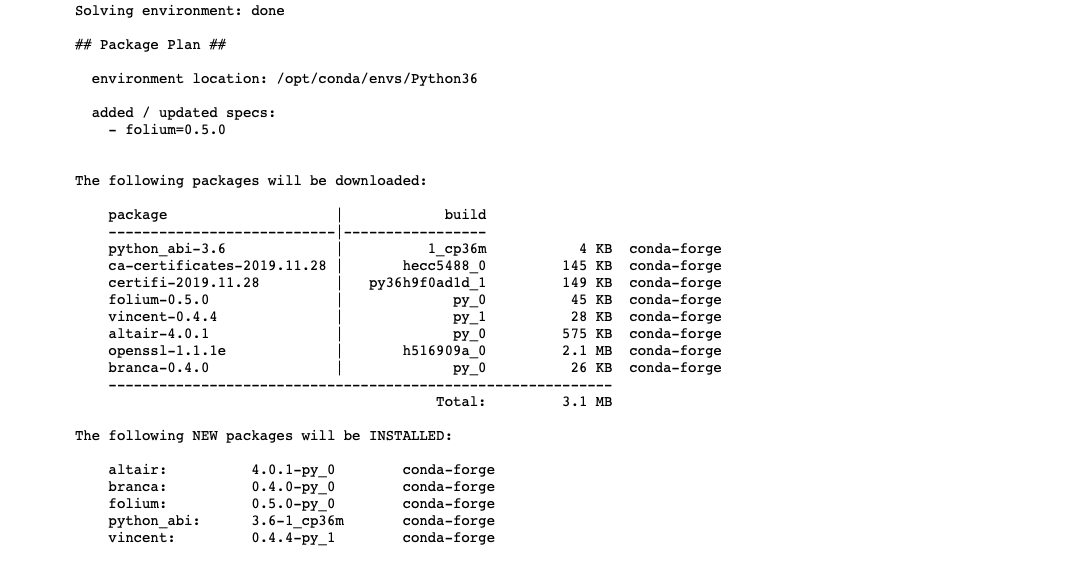 Solving environment: done
## Package Plan ##
environment location: /opt/conda/envs/Python36
added / updated specs:
- folium=0.5.0
The following packages will be downloaded:
package | build
---------------------------|-----------------
python_abi-3.6 | 1_cp36m 4 KB conda-forge
ca-certificates-2019.11.28 | hecc5488_0 145 KB conda-forge
certifi-2019.11.28 | py36h9f0ad1d_1 149 KB conda-forge
folium-0.5.0 | py_0 45 KB conda-forge
vincent-0.4.4 | py_1 28 KB conda-forge
altair-4.0.1 | py_0 575 KB conda-forge
openssl-1.1.1e | h516909a_0 2.1 MB conda-forge
branca-0.4.0 | py_0 26 KB conda-forge
------------------------------------------------------------
Total: 3.1 MB
The following NEW packages will be INSTALLED:
altair: 4.0.1-py_0 conda-forge
branca: 0.4.0-py_0 conda-forge
folium: 0.5.0-py_0 conda-forge
python_abi: 3.6-1_cp36m conda-forge
vincent: 0.4.4-py_1 conda-forge